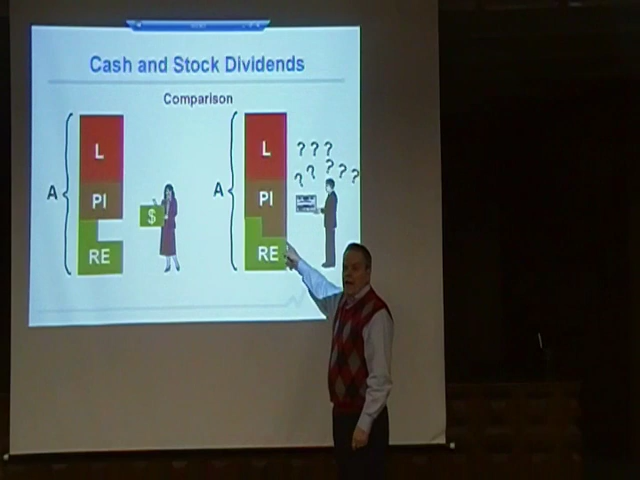 Cash and Stock Dividends
Comparison
A
L
PI
RE
$
A
L
PI
RE
? ? ?
? ? ? ? ?